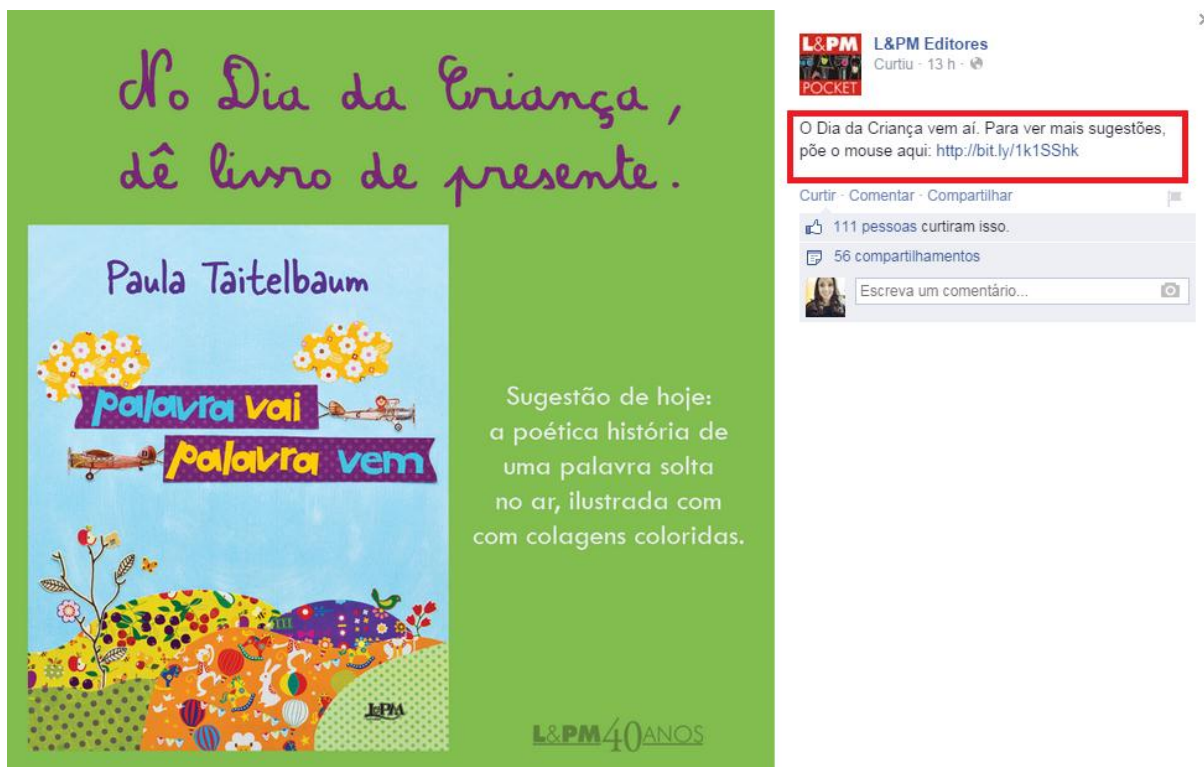 No Dia da Criança,
dê livro de presente.
Paula Taitelbaum
palavra vai
palavra vem
L&PM
Sugestão de hoje:
a poética história de
uma palavra solta
no ar, ilustrada com
com colagens coloridas.
L&PM40ANOS
L&PM
POCKET
L&PM Editores
Curtiu · 13 h ·
O Dia da Criança vem aí. Para ver mais sugestões,
põe o mouse aqui: http://bit.ly/1k1SShk
Curtir · Comentar · Compartilhar
111 pessoas curtiram isso.
56 compartilhamentos
Escreva um comentário...